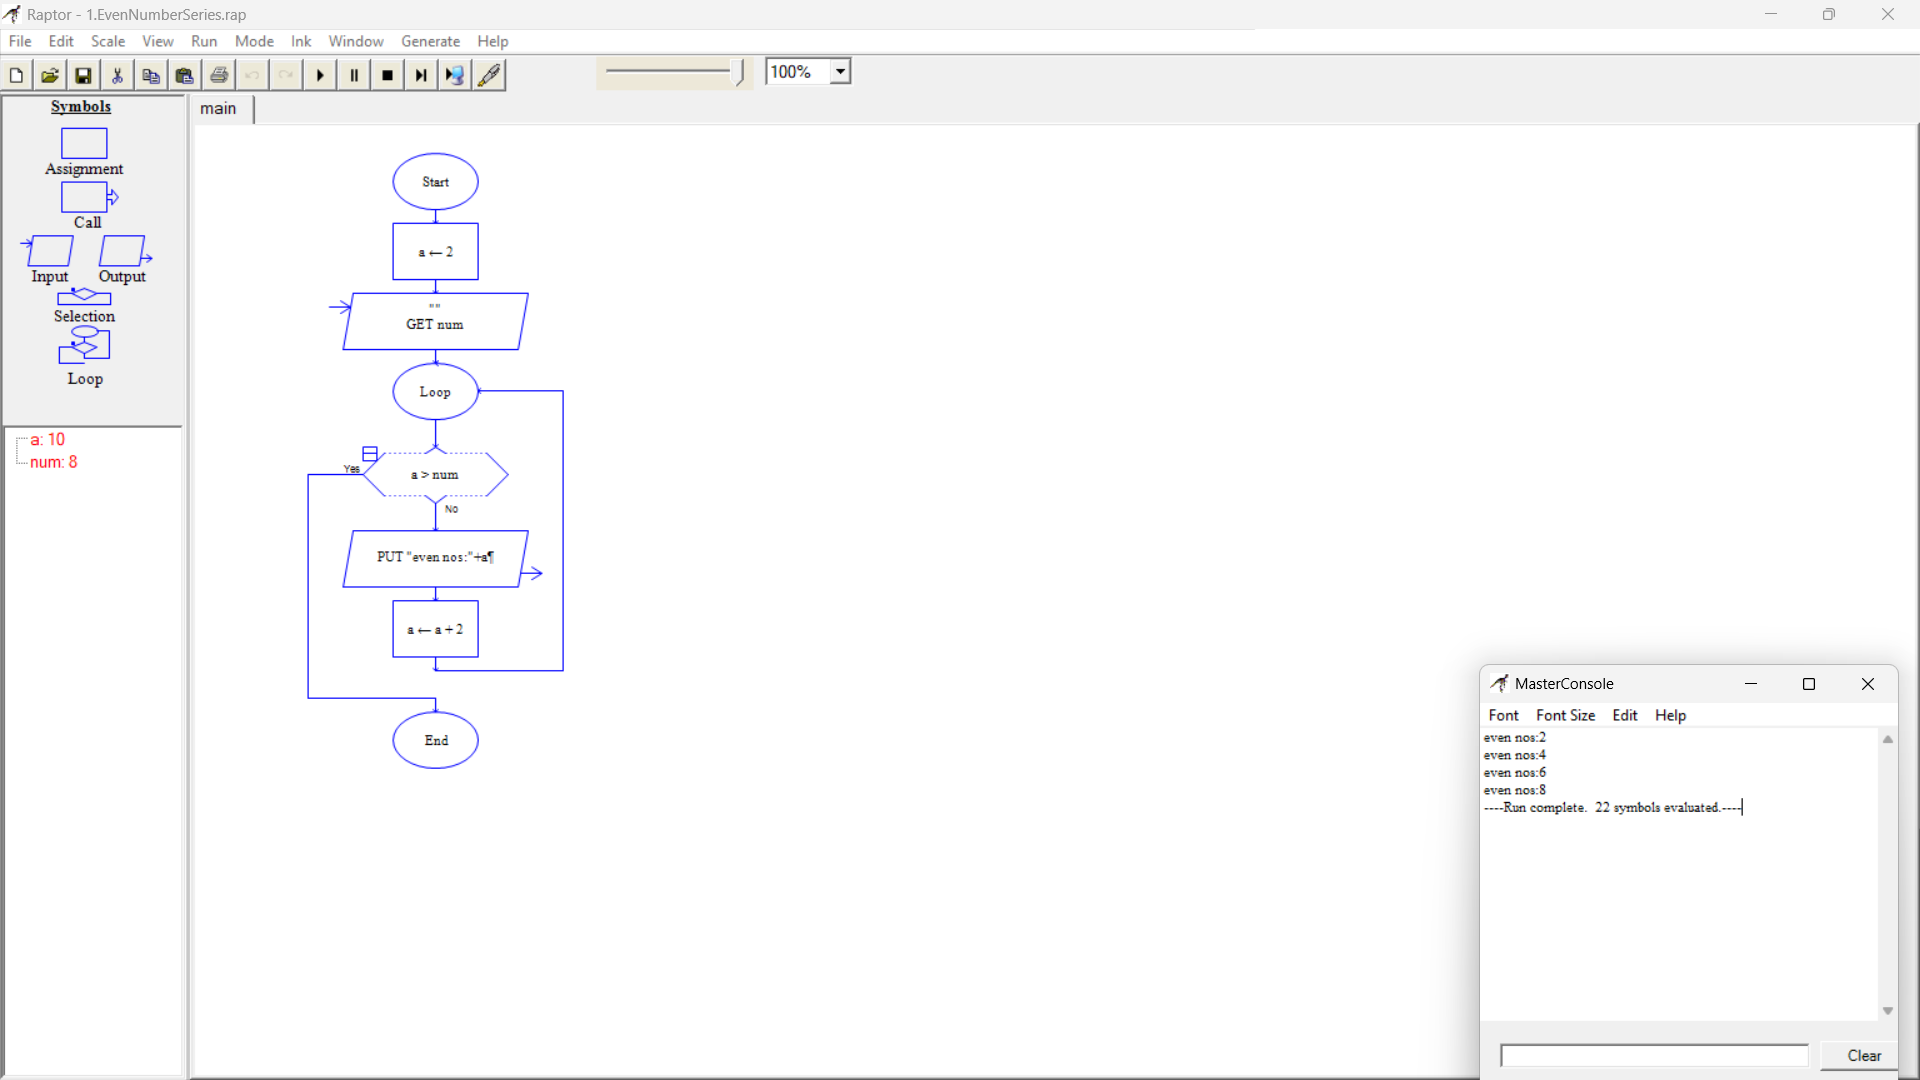 Raptor - 1.EvenNumberSeries.rap
File Edit Scale View Run Mode Ink Window Generate Help
100%
Symbols
Assignment
Call
Input Output
Selection
Loop
a: 10
num: 8
main
Start
a ← 2
""
GET num
Loop
Yes
a > num
No
PUT "even nos:"+a¶
a ← a + 2
End
MasterConsole
Font Font Size Edit Help
even nos:2
even nos:4
even nos:6
even nos:8
----Run complete. 22 symbols evaluated.----
Clear